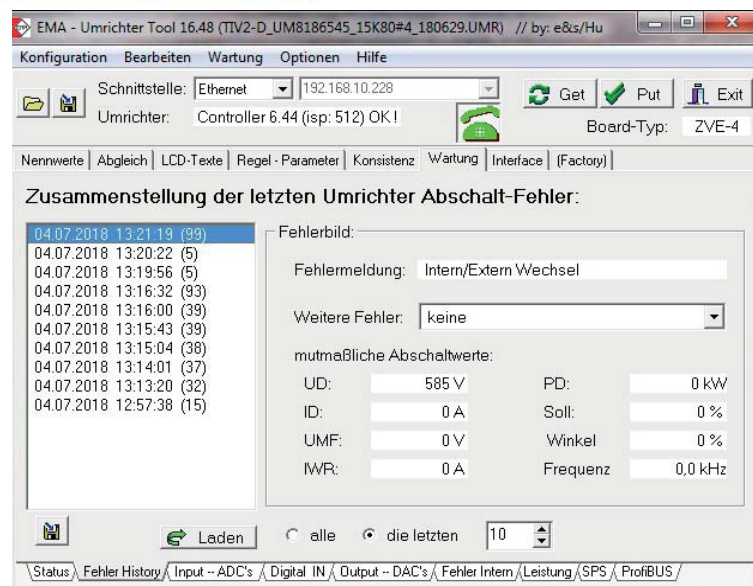 EMA - Umrichter Tool 16.48 (TIV2-D_UM8186545_15K80#4_180629.UMR) // by: e&s/Hu
Konfiguration Bearbeiten Wartung Optionen Hilfe
Schnittstelle: Ethernet 192.168.10.228 Get Put Exit
Umrichter: Controller 6.44 (isp: 512) OK! Board-Typ: ZVE-4
Nennwerte Abgleich LCD-Texte Regel - Parameter Konsistenz Wartung Interface (Factory)
Zusammenstellung der letzten Umrichter Abschalt-Fehler:
04.07.2018 13:21:19 (99)
04.07.2018 13:20:22 (5)
04.07.2018 13:19:56 (5)
04.07.2018 13:16:32 (93)
04.07.2018 13:16:00 (39)
04.07.2018 13:15:43 (39)
04.07.2018 13:15:04 (38)
04.07.2018 13:14:01 (37)
04.07.2018 13:13:20 (32)
04.07.2018 12:57:38 (15)
Fehlerbild:
Fehlermeldung: Intern/Extern Wechsel
Weitere Fehler: keine
mutmaßliche Abschaltwerte:
UD: 585 V PD: 0 kW
ID: 0 A Soll: 0 %
UMF: 0 V Winkel 0 %
IWR: 0 A Frequenz 0,0 kHz
Laden alle die letzten 10
Status Fehler History Input -- ADC's Digital IN Output -- DAC's Fehler Intern Leistung SPS ProfiBUS